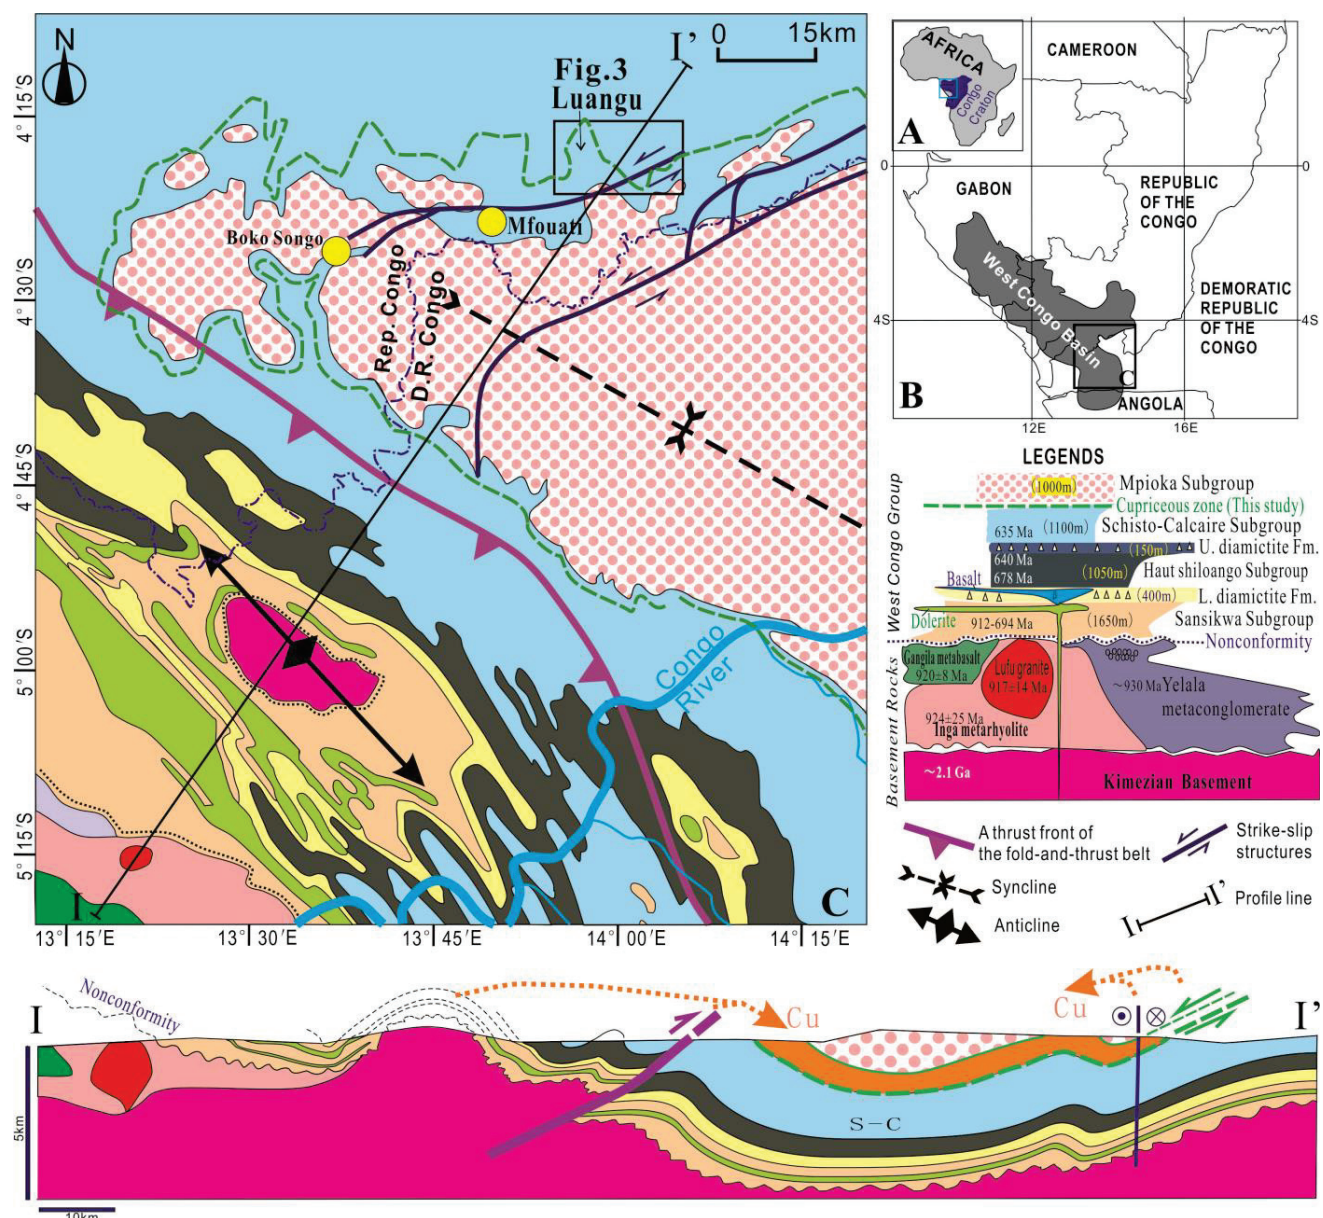 N
I'
0 15km
Fig.3
Luangu
4° 15'S
4° 30'S
4° 45'S
5° 00'S
5° 15'S
Boko Songo
Mfouati
Rep. Congo
D.R. Congo
Congo
River
I
C
13°15'E
13°30'E
13°45'E
14°00'E
14°15'E
AFRICA
Congo
Craton
A
CAMEROON
0
0
GABON
REPUBLIC
OF THE
CONGO
West Congo Basin
DEMORATIC
REPUBLIC
OF THE
CONGO
4S
4S
C
B
ANGOLA
12E
16E
LEGENDS
West Congo Group
(1000m)
Mpioka Subgroup
Cupriceous zone (This study)
635 Ma (1100m)
Schisto-Calcaire Subgroup
(150m)
U. diamictite Fm.
640 Ma
678 Ma
(1050m)
Haut shiloango Subgroup
Basalt
(400m)
L. diamictite Fm.
Dolerite
912-694 Ma
(1650m)
Sansikwa Subgroup
Nonconformity
Basement Rocks
Gangila metabasalt
920±8 Ma
Lufu granite
917±14 Ma
~930 Ma Yelala
metaconglomerate
924±25 Ma
Inga metarhyolite
~2.1 Ga
Kimezian Basement
A thrust front of
the fold-and-thrust belt
Strike-slip
structures
Syncline
I I'
Profile line
Anticline
I
Nonconformity
Cu
Cu
I'
S-C
5km
10km